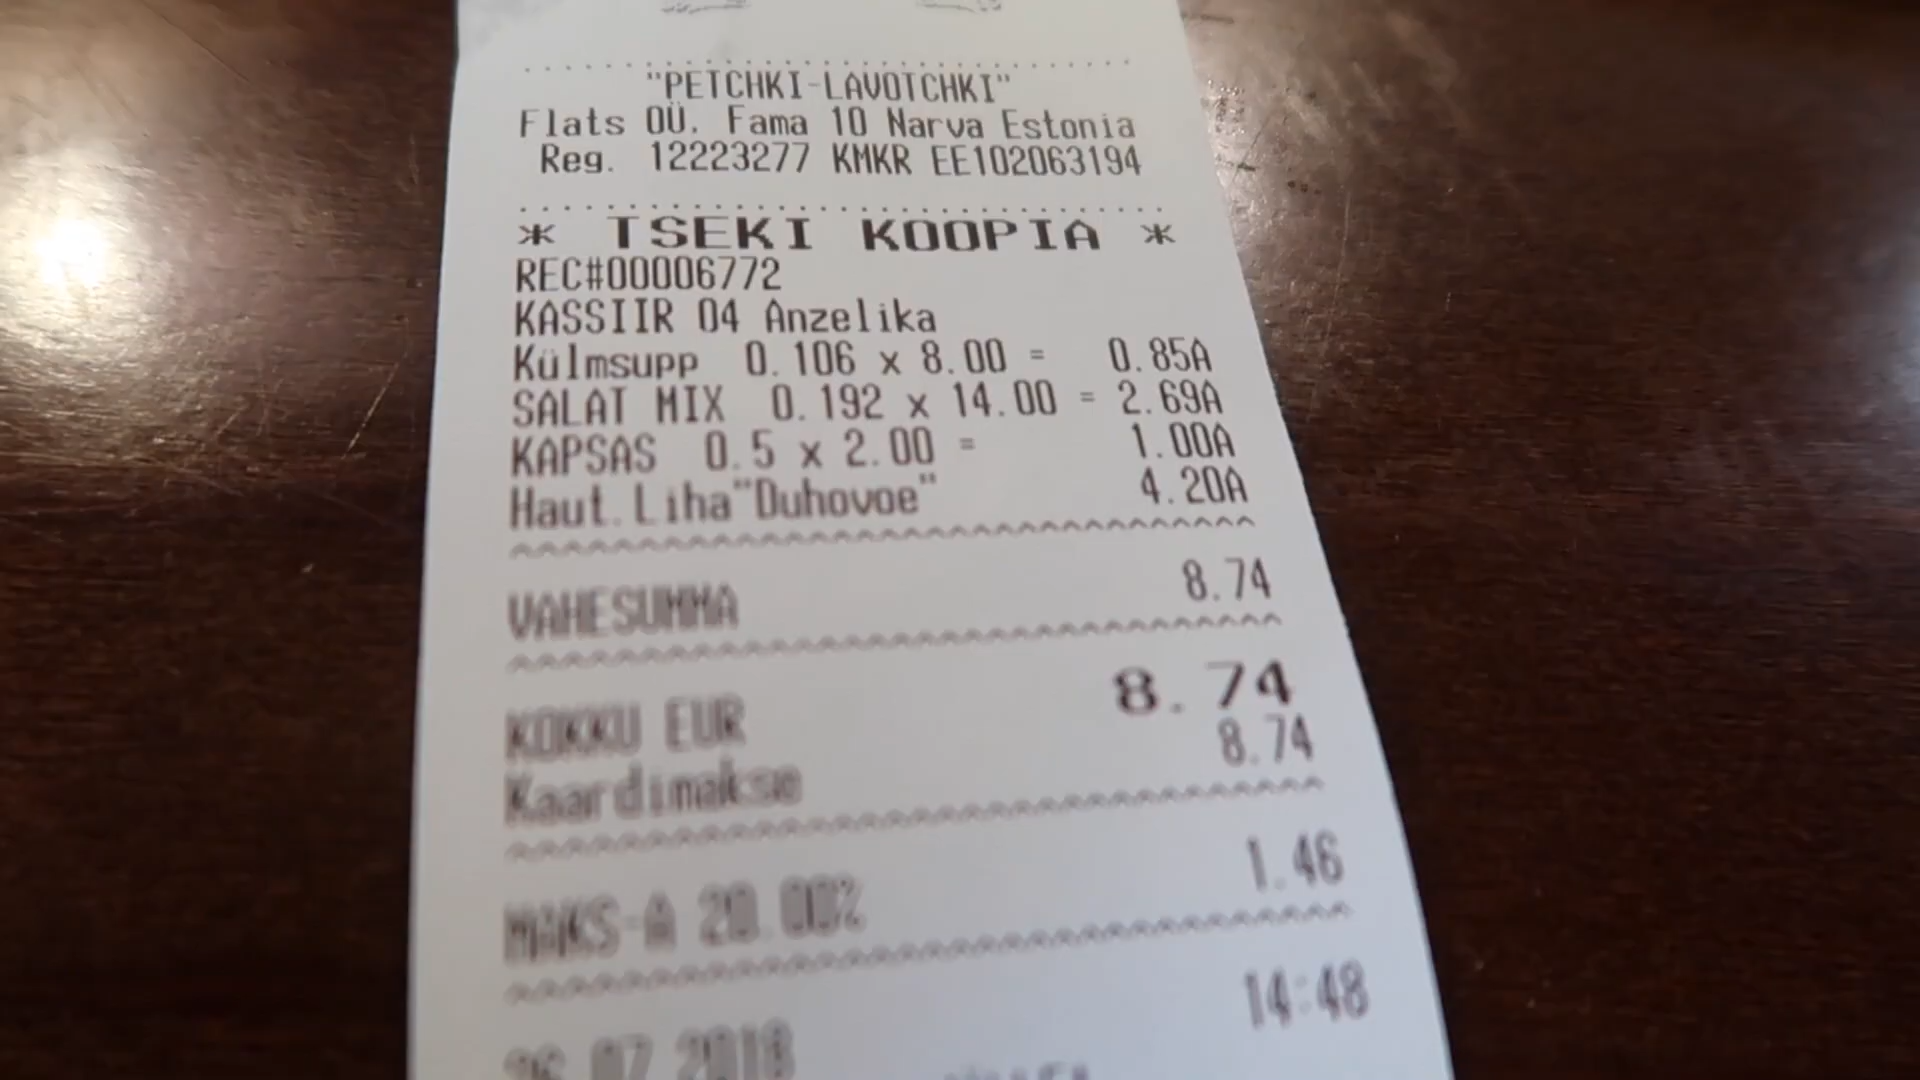 "PETCHKI-LAVOTCHKI"
Flats OÜ. Fama 10 Narva Estonia
Reg. 12223277 KMKR EE102063194
* TSEKI KOOPIA *
REC#00006772
KASSIIR 04 Anzelika
Külmsupp 0.106 x 8.00 = 0.85A
SALAT MIX 0.192 x 14.00 = 2.69A
KAPSAS 0.5 x 2.00 = 1.00A
Haut.Liha"Duhovoe" 4.20A
VAHESUMMA 8.74
KOKKU EUR 8.74
Kaardimakse 8.74
MAKS-A 20.00% 1.46
26.07.2018 14:48